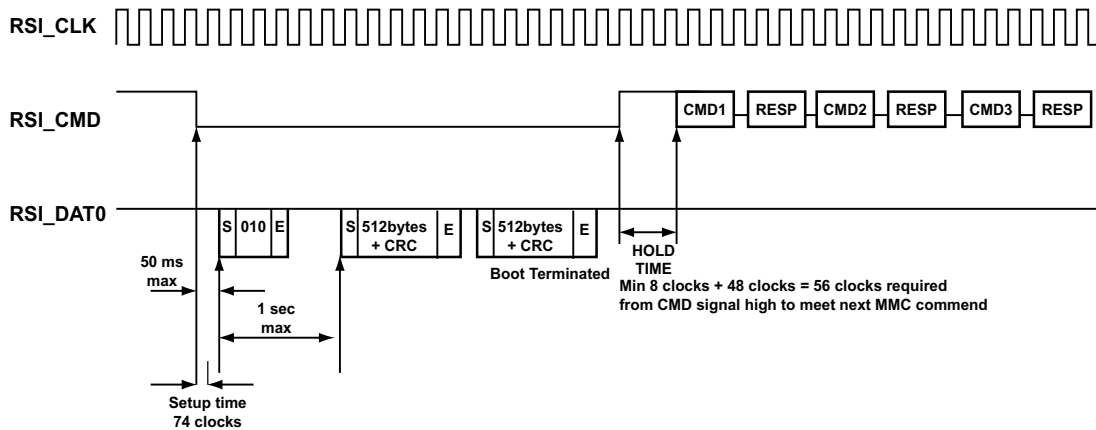 RSI_CLK
RSI_CMD
CMD1
RESP
CMD2
RESP
CMD3
RESP
RSI_DAT0
S
010
E
S
512bytes
+ CRC
E
S
512bytes
+ CRC
E
50 ms
max
Boot Terminated
HOLD
TIME
Min 8 clocks + 48 clocks = 56 clocks required
from CMD signal high to meet next MMC commend
1 sec
max
Setup time
74 clocks